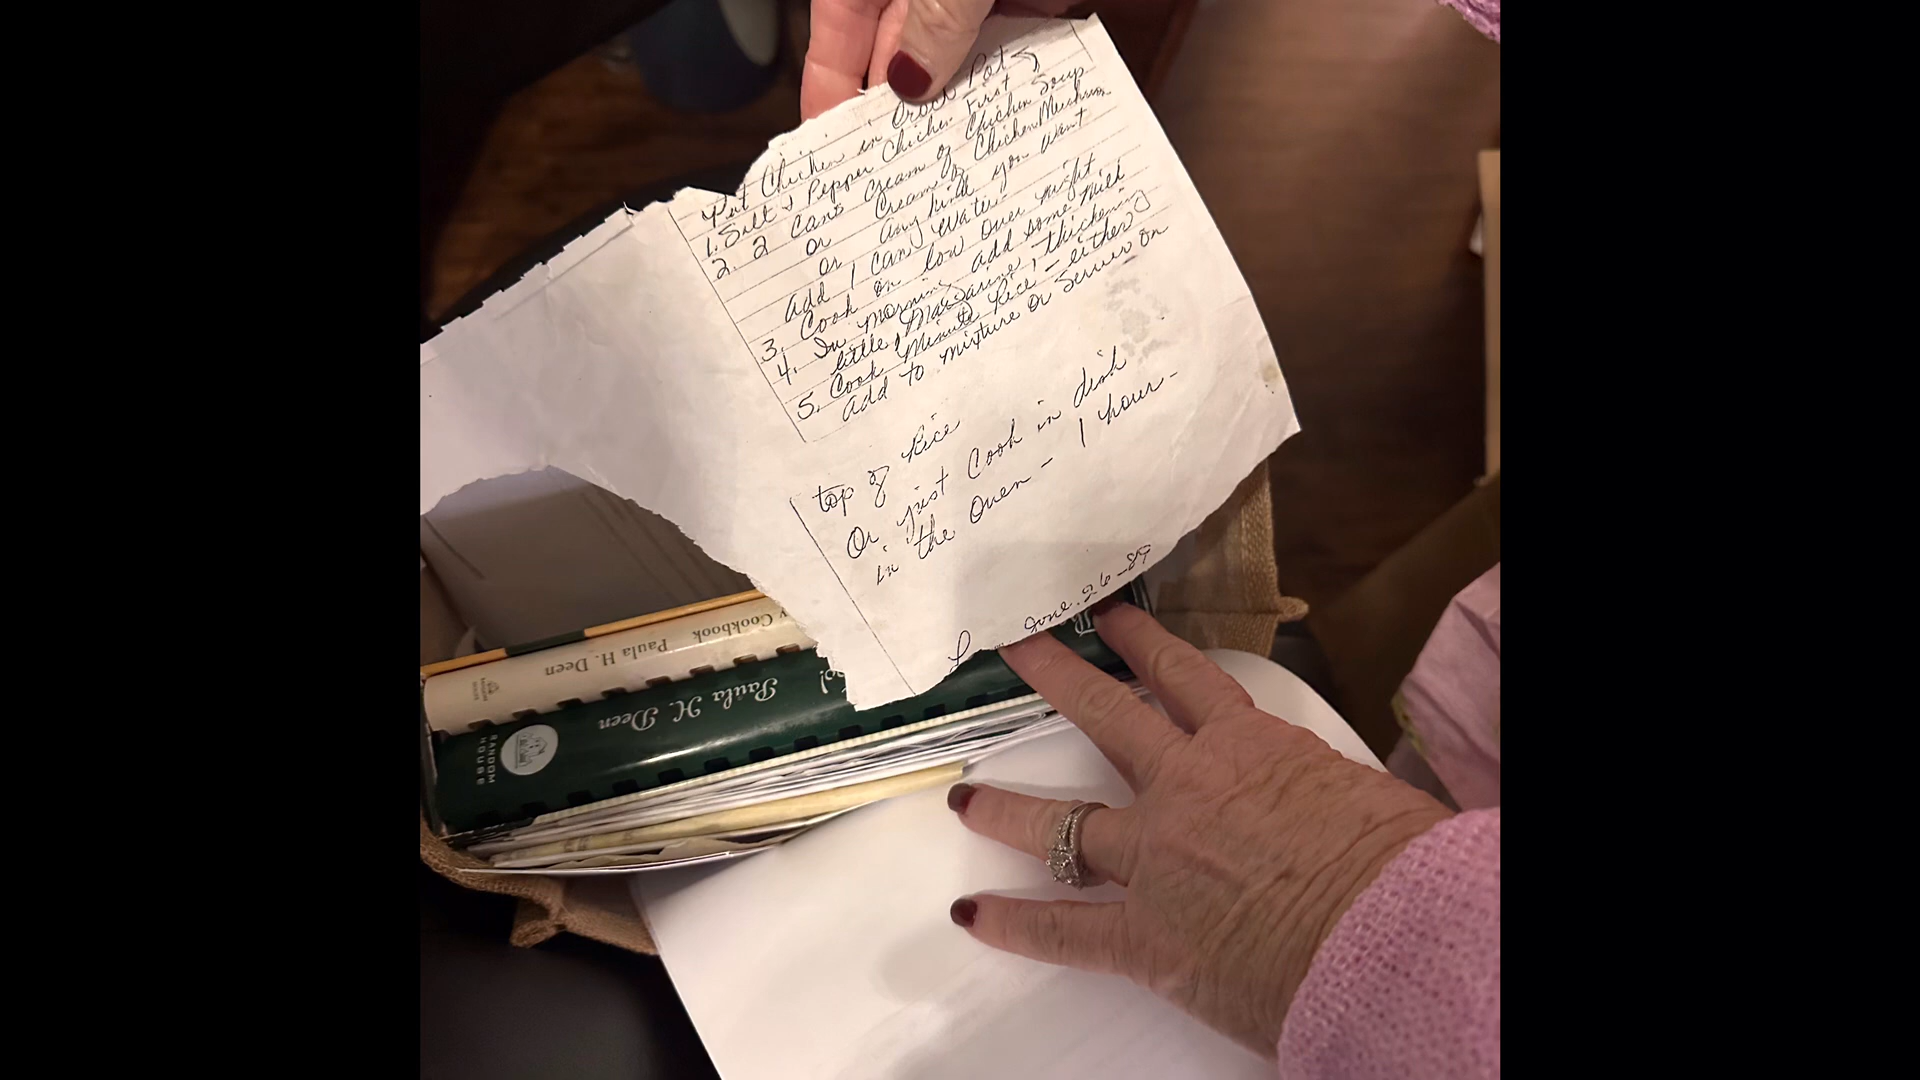 Put Chicken in Crock Pot &
1. Salt & Pepper Chicken First
2. 2 Cans Cream of Chicken Soup
or Cream of Chicken Mushroom
or any kind you want
add 1 can water
3. Cook on low over night
4. In morning add some milk
little Margarine, thickening
5. Cook Minute Rice - either
add to mixture or Serve on
top of Rice
Or just Cook in dish
in the Oven - 1 hour -
June 26-89
Cookbook Paula H. Deen
Paula H. Deen
RANDOM
HOUSE